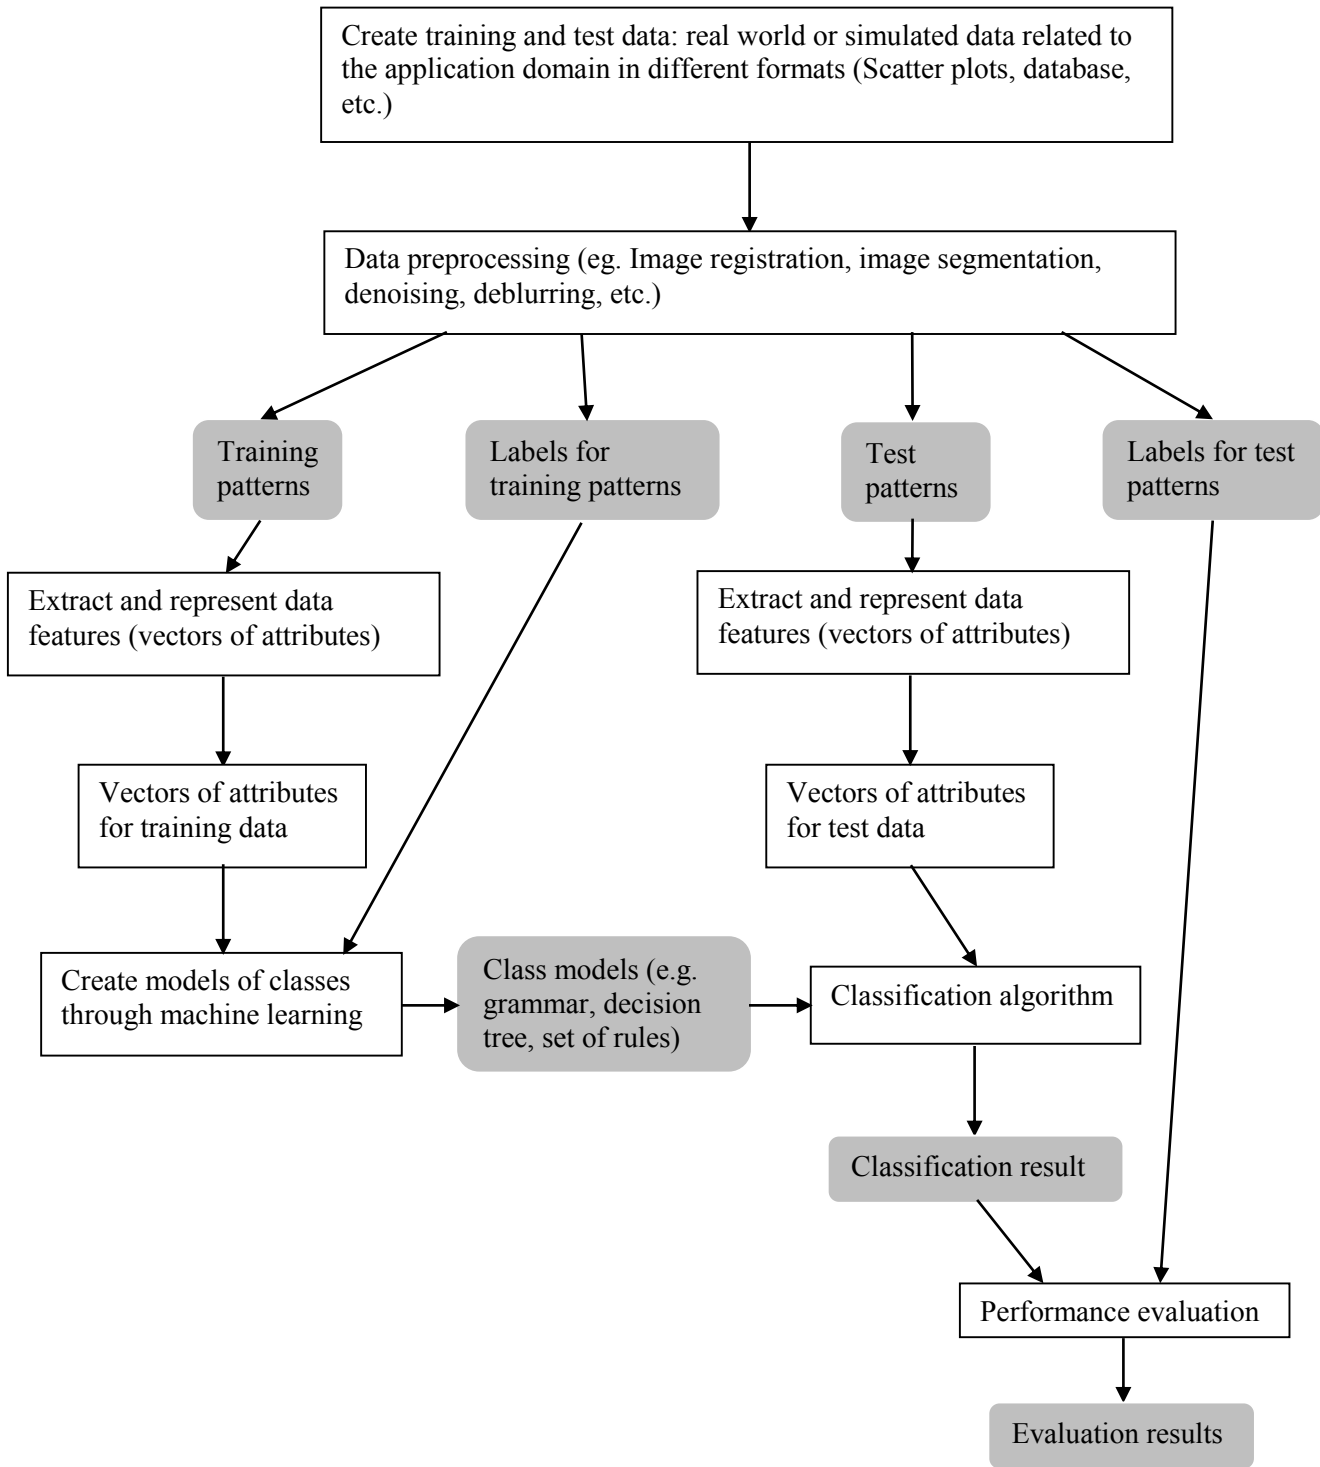 Create training and test data: real world or simulated data related to
the application domain in different formats (Scatter plots, database,
etc.)
Data preprocessing (eg. Image registration, image segmentation,
denoising, deblurring, etc.)
Training
patterns
Labels for
training patterns
Test
patterns
Labels for test
patterns
Extract and represent data
features (vectors of attributes)
Extract and represent data
features (vectors of attributes)
Vectors of attributes
for training data
Vectors of attributes
for test data
Create models of classes
through machine learning
Class models (e.g.
grammar, decision
tree, set of rules)
Classification algorithm
Classification result
Performance evaluation
Evaluation results